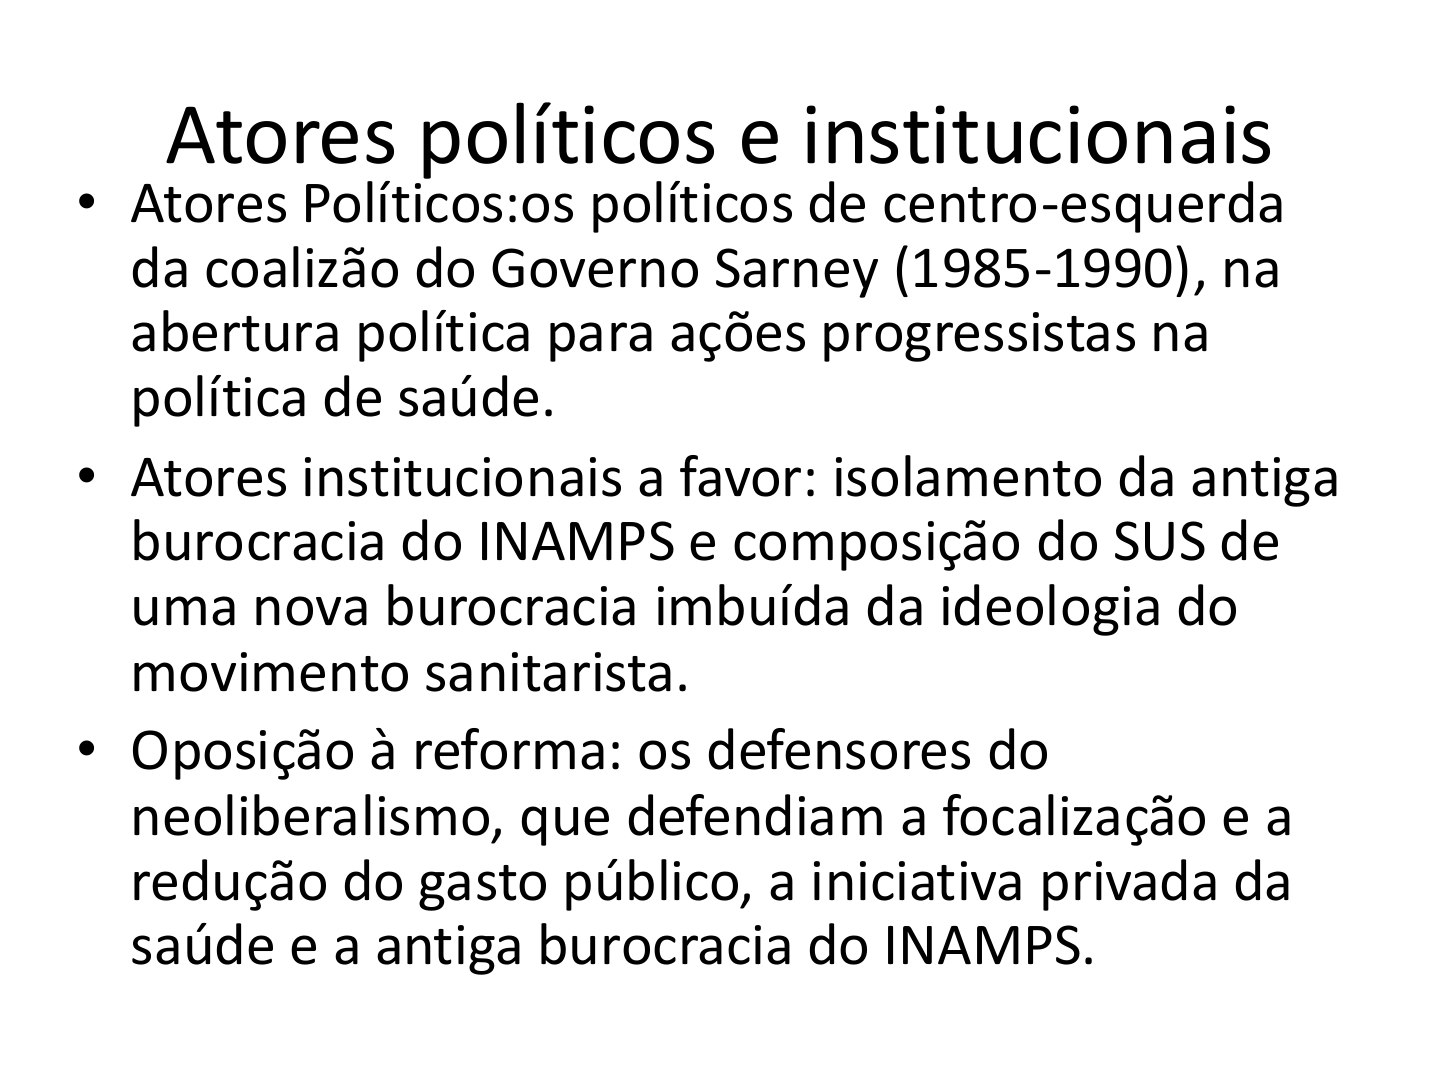 Atores políticos e institucionais
• Atores Políticos:os políticos de centro-esquerda
da coalizão do Governo Sarney (1985-1990), na
abertura política para ações progressistas na
política de saúde.
• Atores institucionais a favor: isolamento da antiga
burocracia do INAMPS e composição do SUS de
uma nova burocracia imbuída da ideologia do
movimento sanitarista.
• Oposição à reforma: os defensores do
neoliberalismo, que defendiam a focalização e a
redução do gasto público, a iniciativa privada da
saúde e a antiga burocracia do INAMPS.